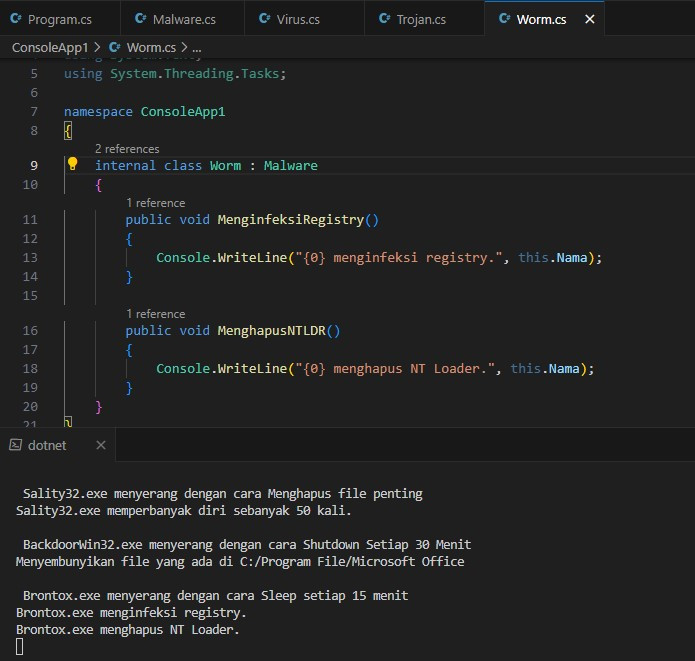 C# Program.cs
C# Malware.cs
C# Virus.cs
C# Trojan.cs
C# Worm.cs
ConsoleApp1 > C# Worm.cs > ...
5 using System.Threading.Tasks;
6
7 namespace ConsoleApp1
8 {
2 references
9 internal class Worm : Malware
10 {
1 reference
11 public void MenginfeksiRegistry()
12 {
13 Console.WriteLine("{0} menginfeksi registry.", this.Nama);
14 }
15
1 reference
16 public void MenghapusNTLDR()
17 {
18 Console.WriteLine("{0} menghapus NT Loader.", this.Nama);
19 }
20 }
21 }
dotnet
Sality32.exe menyerang dengan cara Menghapus file penting
Sality32.exe memperbanyak diri sebanyak 50 kali.
BackdoorWin32.exe menyerang dengan cara Shutdown Setiap 30 Menit
Menyembunyikan file yang ada di C:/Program File/Microsoft Office
Brontox.exe menyerang dengan cara Sleep setiap 15 menit
Brontox.exe menginfeksi registry.
Brontox.exe menghapus NT Loader.